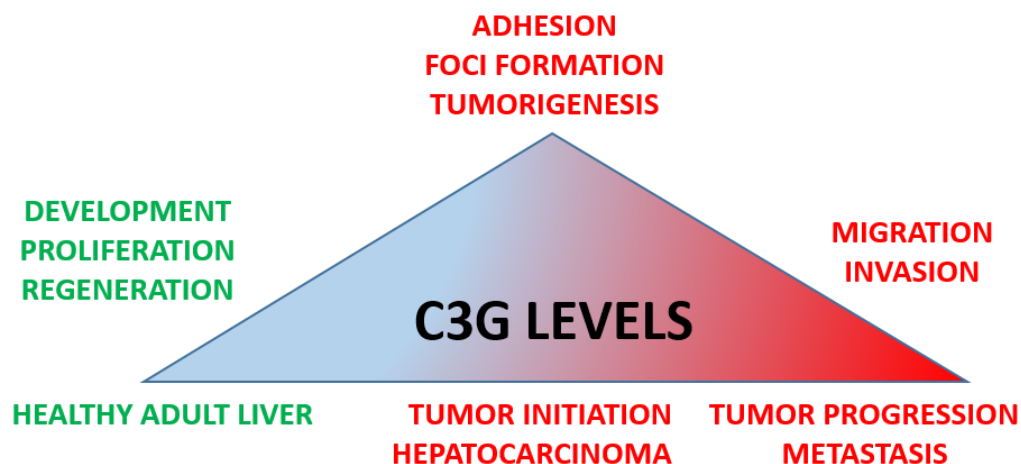 ADHESION
FOCI FORMATION
TUMORIGENESIS
DEVELOPMENT
PROLIFERATION
REGENERATION
MIGRATION
INVASION
C3G LEVELS
HEALTHY ADULT LIVER
TUMOR INITIATION
HEPATOCARCINOMA
TUMOR PROGRESSION
METASTASIS